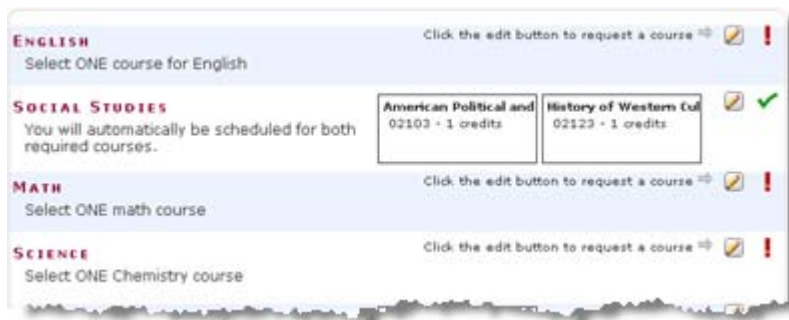 ENGLISH
Click the edit button to request a course
Select ONE course for English
SOCIAL STUDIES
You will automatically be scheduled for both
required courses.
American Political and
02103 - 1 credits
History of Western Cul
02123 - 1 credits
MATH
Click the edit button to request a course
Select ONE math course
SCIENCE
Click the edit button to request a course
Select ONE Chemistry course